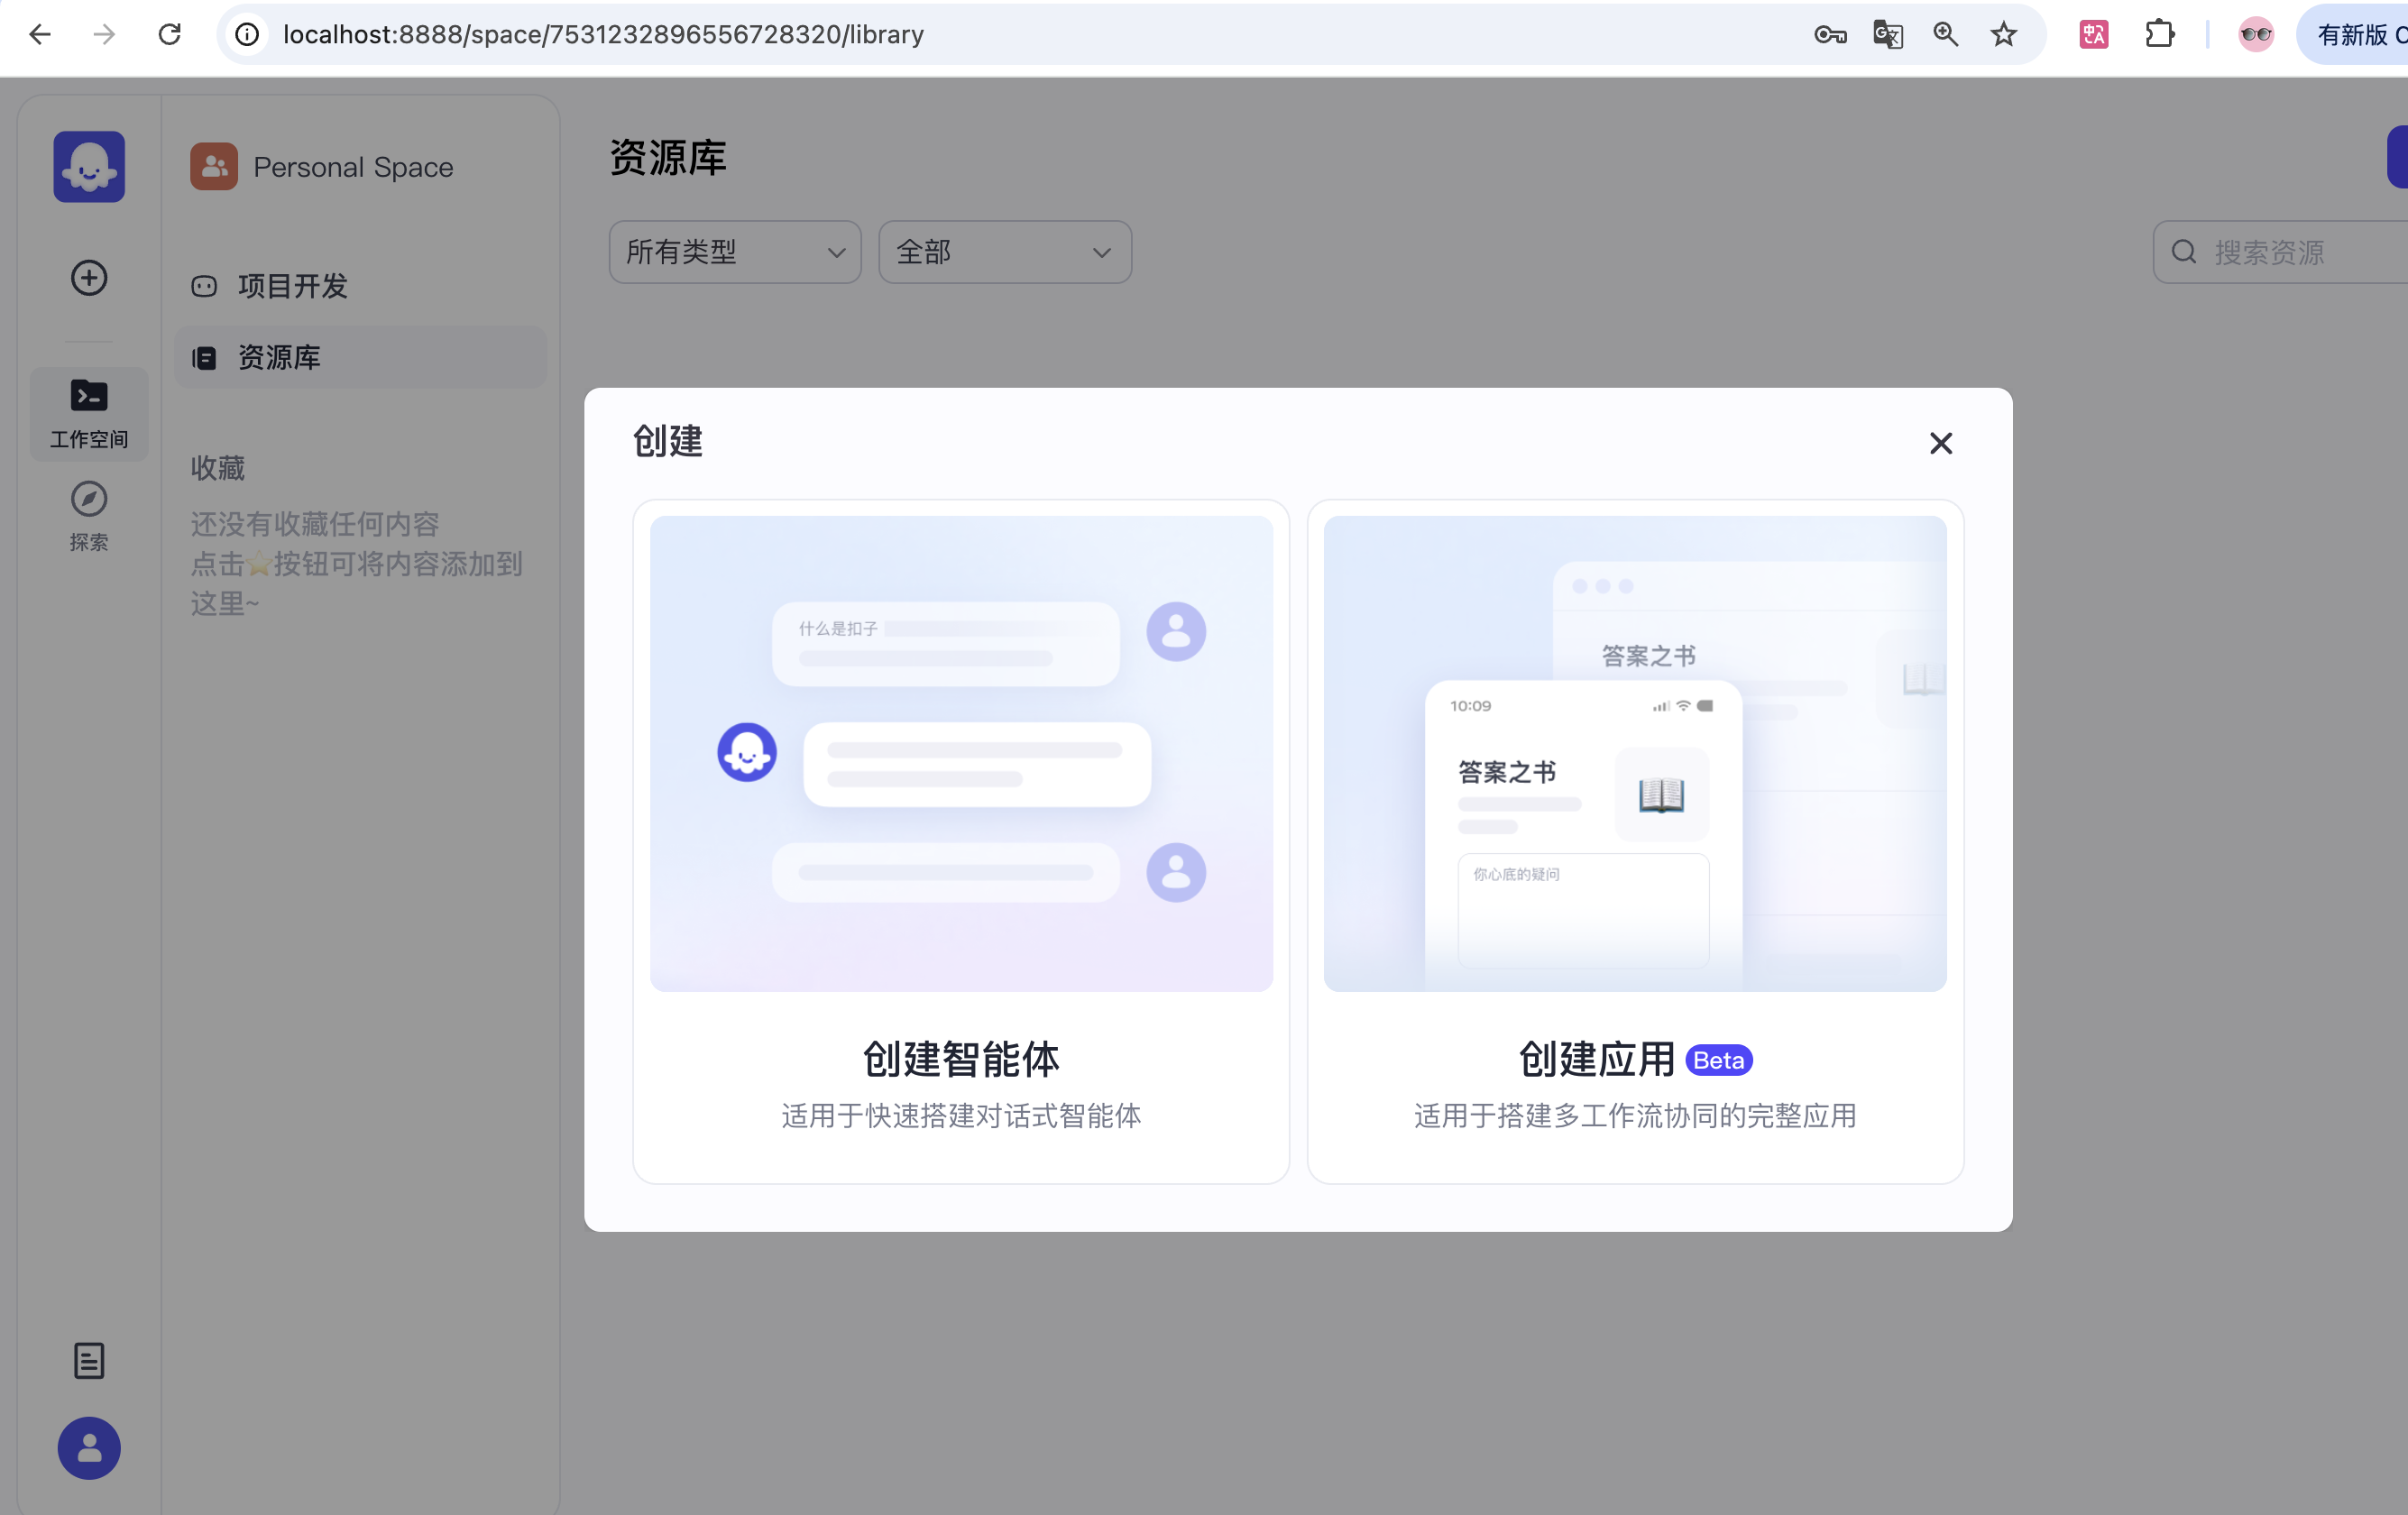 localhost:8888/space/7531232896556728320/library
有新版
Personal Space
项目开发
资源库
工作空间
探索
收藏
还没有收藏任何内容
点击⭐按钮可将内容添加到
这里~
资源库
所有类型
全部
搜索资源
创建
什么是扣子
创建智能体
适用于快速搭建对话式智能体
答案之书
10:09
答案之书
你心底的疑问
创建应用 Beta
适用于搭建多工作流协同的完整应用